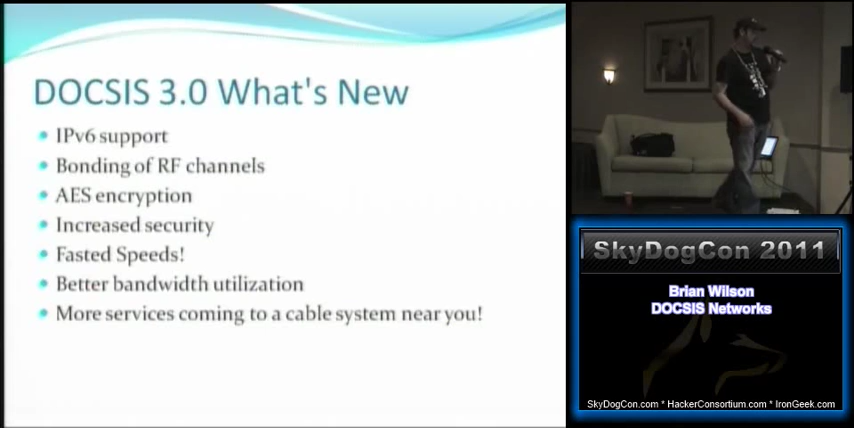 DOCSIS 3.0 What's New
IPv6 support
Bonding of RF channels
AES encryption
Increased security
Fasted Speeds!
Better bandwidth utilization
More services coming to a cable system near you!
SkyDogCon 2011
Brian Wilson
DOCSIS Networks
SkyDogCon.com * HackerConsortium.com * IronGeek.com